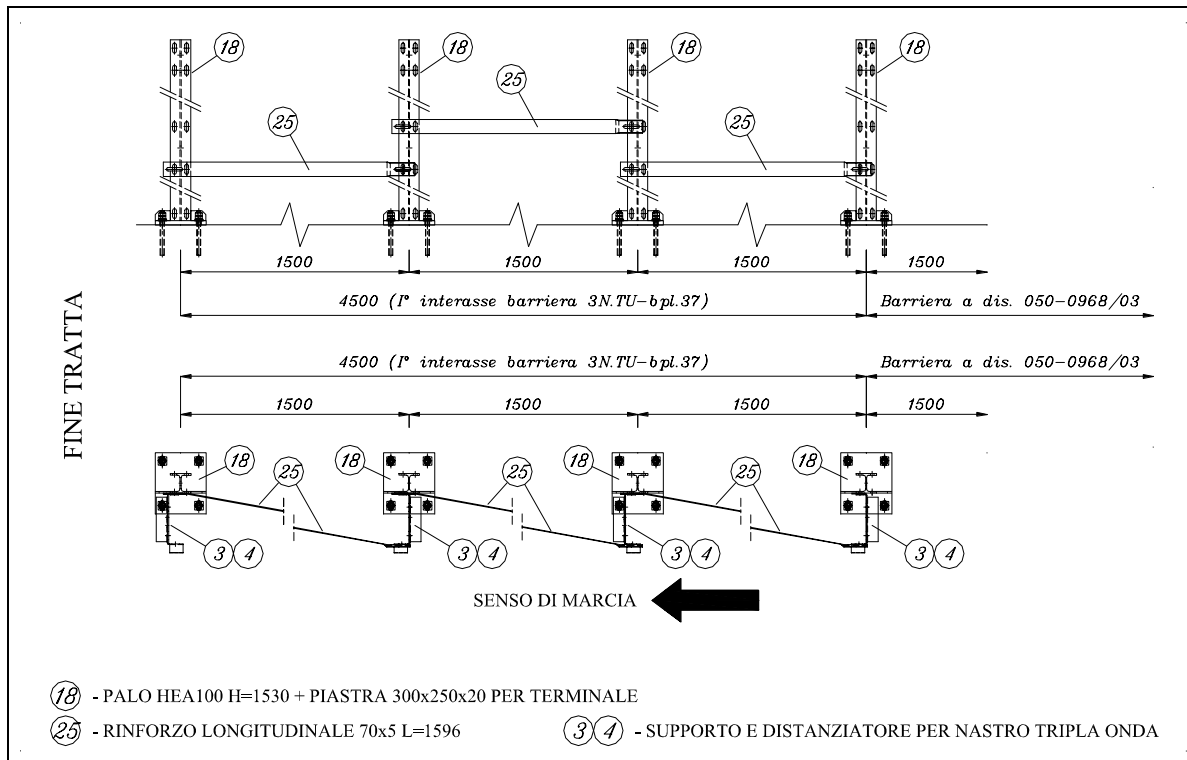 18 18 18 18
25
25 25
1500 1500 1500 1500
4500 (I° interasse barriera 3N.TU-bpl.37) Barriera a dis. 050-0968/03
FINE TRATTA
4500 (I° interasse barriera 3N.TU-bpl.37) Barriera a dis. 050-0968/03
1500 1500 1500 1500
18 25 18 25 18 25 18
3 4 3 4 3 4 3 4
SENSO DI MARCIA
18 - PALO HEA100 H=1530 + PIASTRA 300x250x20 PER TERMINALE
25 - RINFORZO LONGITUDINALE 70x5 L=1596 3 4 - SUPPORTO E DISTANZIATORE PER NASTRO TRIPLA ONDA